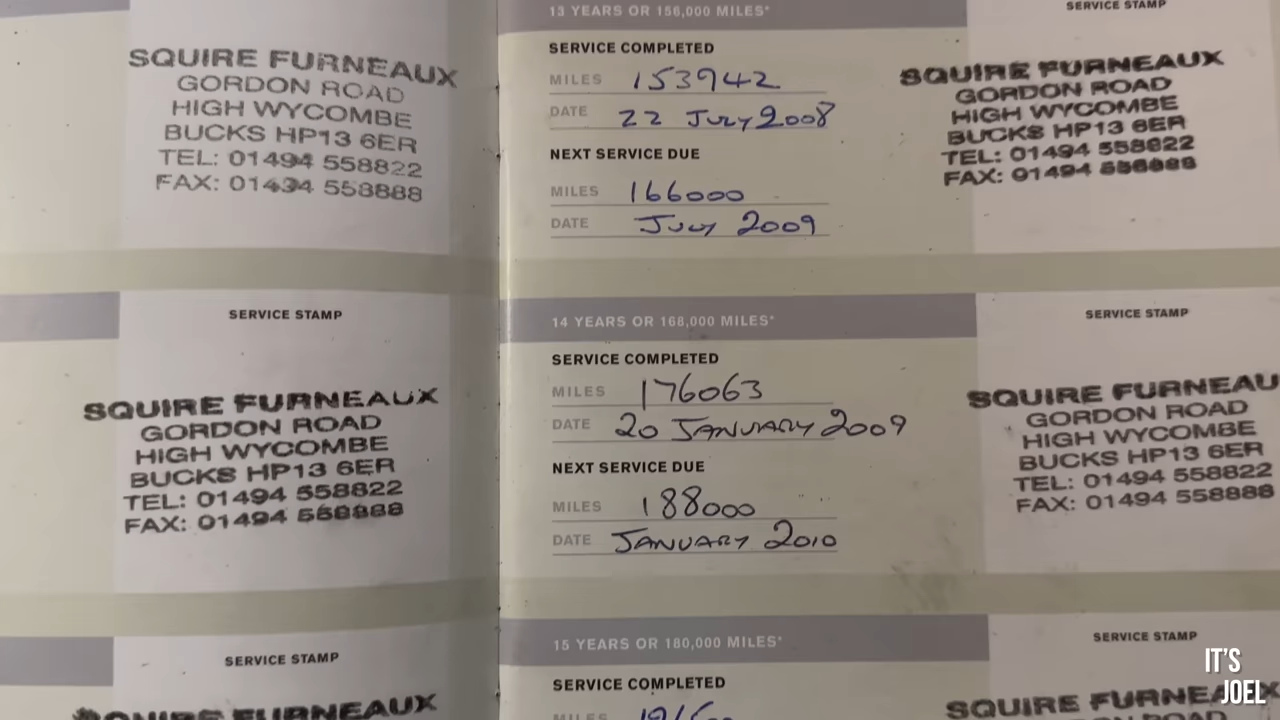 SQUIRE FURNEAUX
GORDON ROAD
HIGH WYCOMBE
BUCKS HP13 6ER
TEL: 01494 558822
FAX: 01494 558888
SERVICE STAMP
SQUIRE FURNEAUX
GORDON ROAD
HIGH WYCOMBE
BUCKS HP13 6ER
TEL: 01494 558822
FAX: 01494 558888
SERVICE STAMP
SQUIRE FURNEAUX
13 YEARS OR 156,000 MILES*
SERVICE COMPLETED
MILES 153942
DATE 22 JULY 2008
NEXT SERVICE DUE
MILES 166000
DATE JULY 2009
SERVICE STAMP
SQUIRE FURNEAUX
GORDON ROAD
HIGH WYCOMBE
BUCKS HP13 6ER
TEL: 01494 558822
FAX: 01494 558888
14 YEARS OR 168,000 MILES*
SERVICE COMPLETED
MILES 176063
DATE 20 JANUARY 2009
NEXT SERVICE DUE
MILES 188000
DATE JANUARY 2010
SERVICE STAMP
SQUIRE FURNEAU
GORDON ROAD
HIGH WYCOMBE
BUCKS HP13 6ER
TEL: 01494 558822
FAX: 01494 558888
15 YEARS OR 180,000 MILES*
SERVICE COMPLETED
MILES
SERVICE STAMP
SQUIRE FURNEAUX
IT'S
JOEL